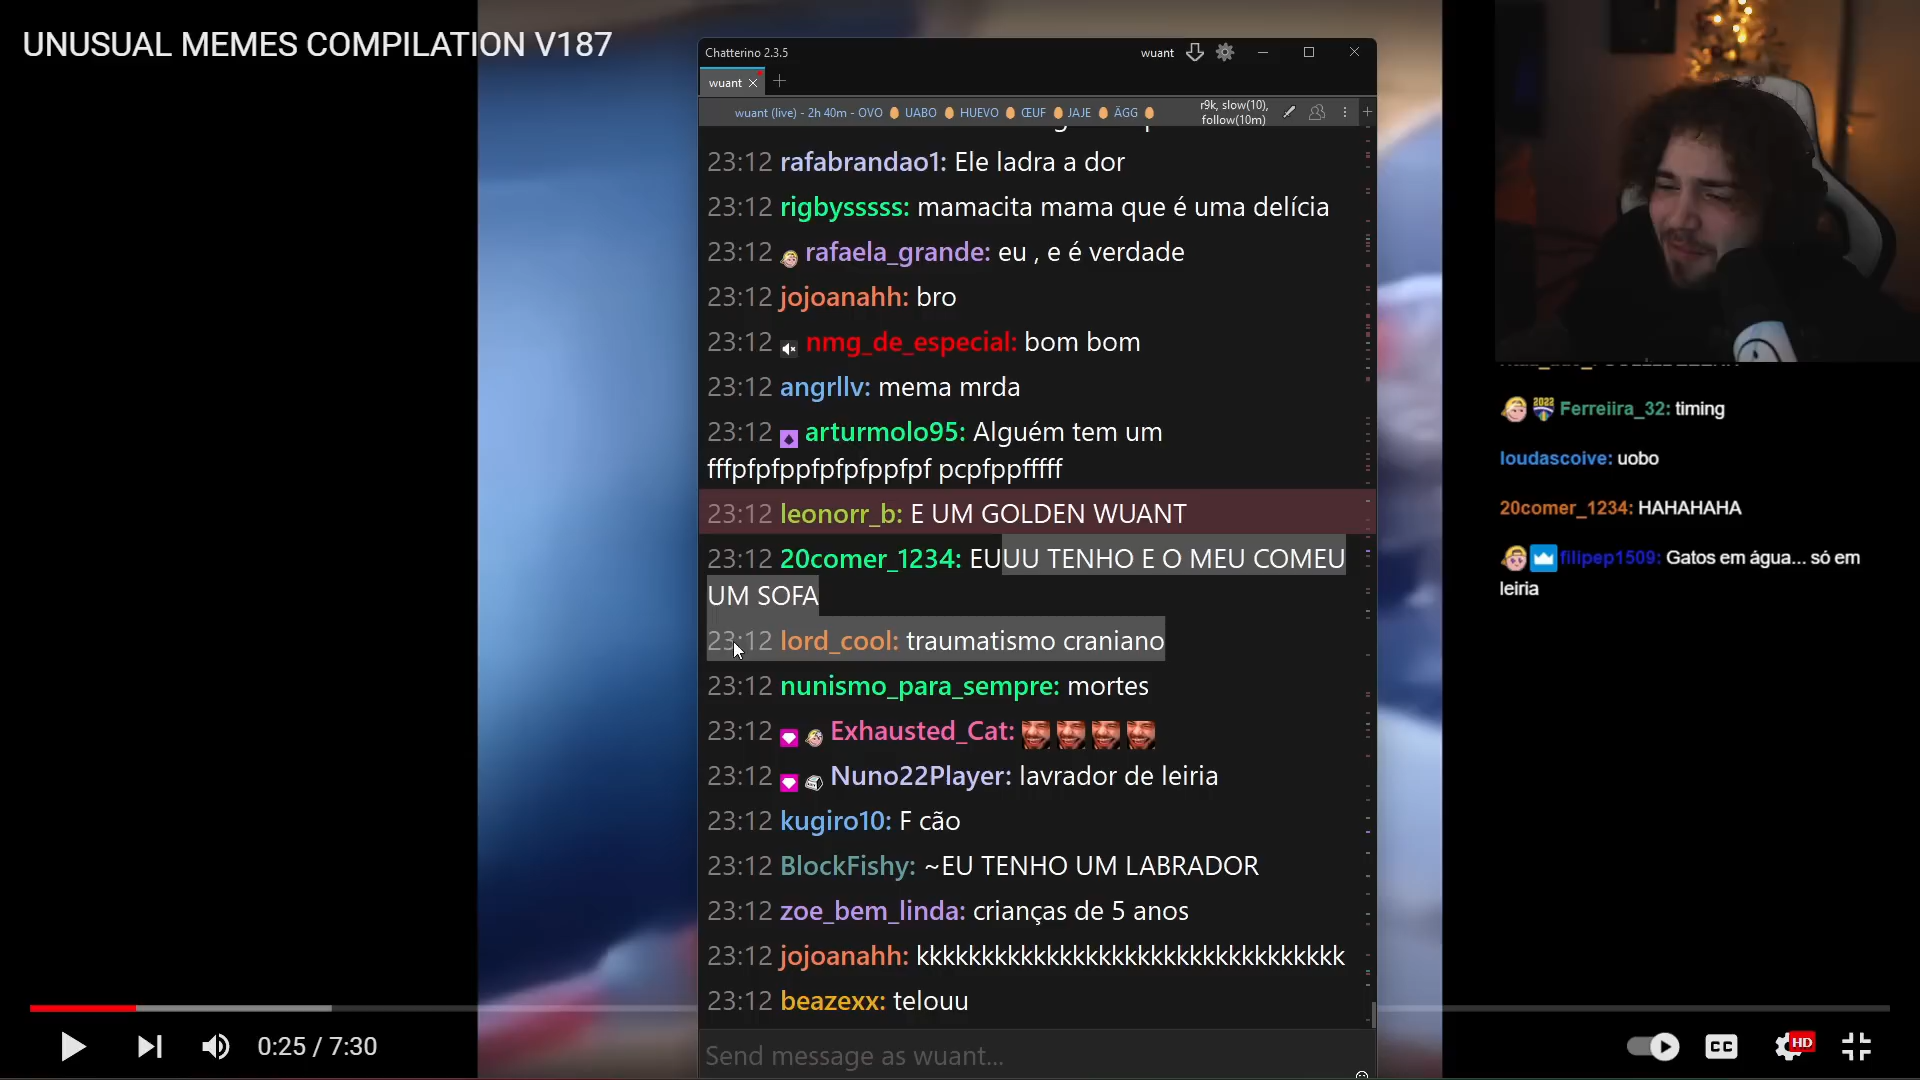 UNUSUAL MEMES COMPILATION V187
Chatterino 2.3.5
wuant
wuant
wuant (live) - 2h 40m - OVO 🥚 UABO 🥚 HUEVO 🥚 ŒUF 🥚 JAJE 🥚 ÄGG 🥚
r9k, slow(10),
follow(10m)
23:12 rafabrandao1: Ele ladra a dor
23:12 rigbysssss: mamacita mama que é uma delícia
23:12 rafaela_grande: eu , e é verdade
23:12 jojoanahh: bro
23:12 nmg_de_especial: bom bom
23:12 angrllv: mema mrda
23:12 arturmolo95: Alguém tem um
fffpfpfppfpfpfppfpf pcpfppfffff
23:12 leonorr_b: E UM GOLDEN WUANT
23:12 20comer_1234: EUUU TENHO E O MEU COMEU
UM SOFA
23:12 lord_cool: traumatismo craniano
23:12 nunismo_para_sempre: mortes
23:12 Exhausted_Cat:
23:12 Nuno22Player: lavrador de leiria
23:12 kugiro10: F cão
23:12 BlockFishy: ~EU TENHO UM LABRADOR
23:12 zoe_bem_linda: crianças de 5 anos
23:12 jojoanahh: kkkkkkkkkkkkkkkkkkkkkkkkkkkkkkkkk
23:12 beazexx: telouu
Send message as wuant...
2022 Ferreiira_32: timing
loudascoive: uobo
20comer_1234: HAHAHAHA
filipep1509: Gatos em água... só em
leiria
0:25 / 7:30
CC
HD